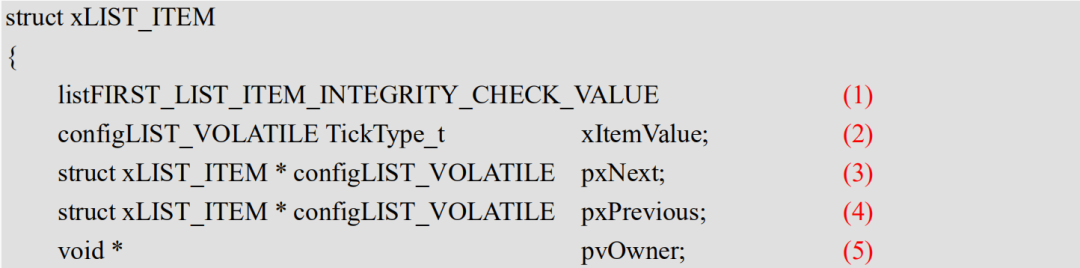 struct xLIST_ITEM
{
listFIRST_LIST_ITEM_INTEGRITY_CHECK_VALUE (1)
configLIST_VOLATILE TickType_t xItemValue; (2)
struct xLIST_ITEM * configLIST_VOLATILE pxNext; (3)
struct xLIST_ITEM * configLIST_VOLATILE pxPrevious; (4)
void * pvOwner; (5)